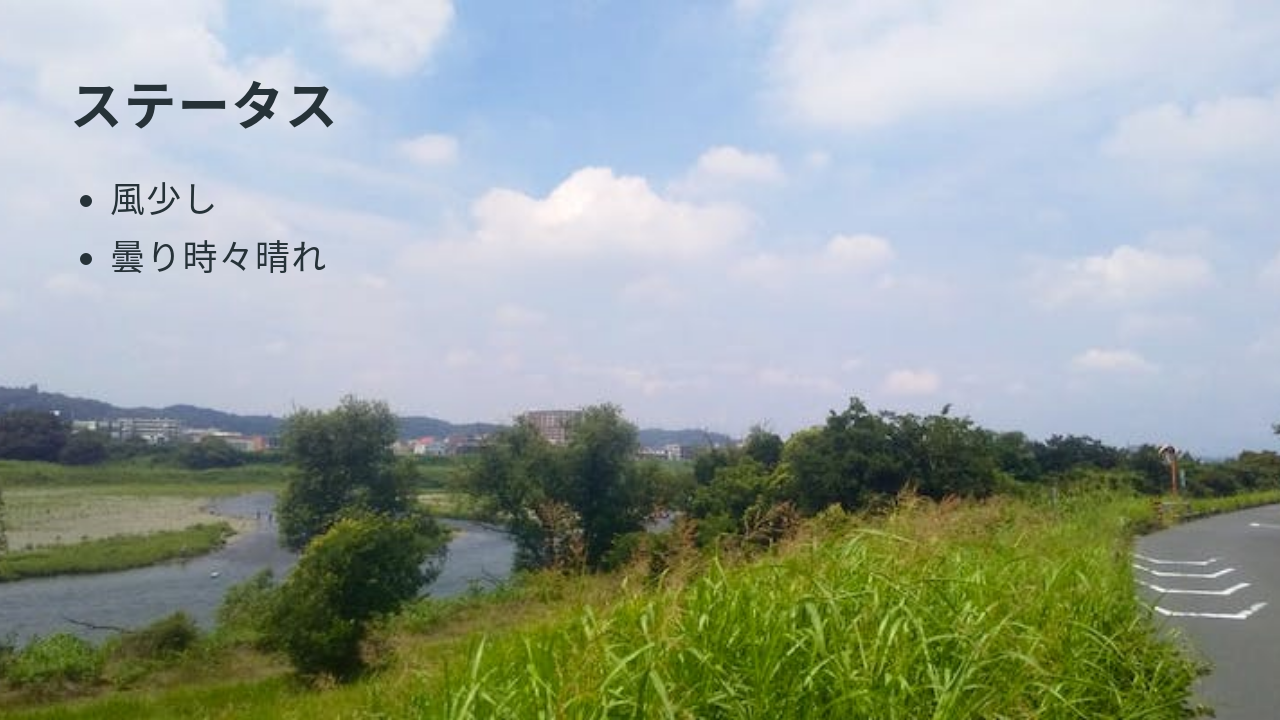 ステータス
• 風少し
• 曇り時々晴れ